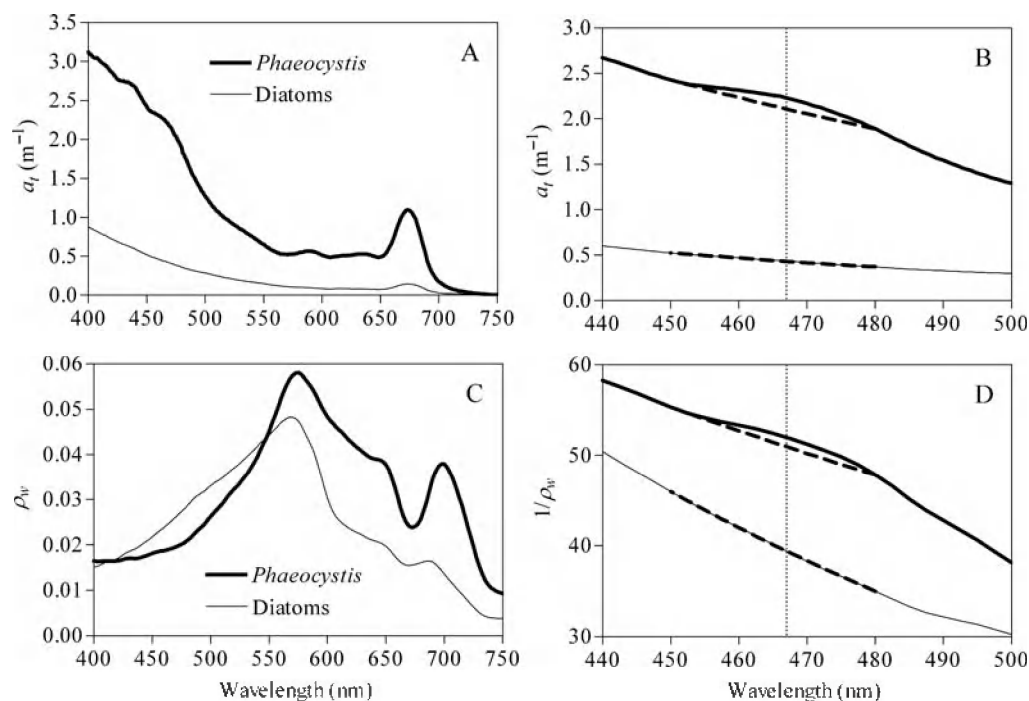 A
Phaeocystis
Diatoms
3.5
3.0
2.5
2.0
1.5
1.0
0.5
0.0
a_t (m⁻¹)
400 450 500 550 600 650 700 750
B
3.0
2.5
2.0
1.5
1.0
0.5
0.0
a_t (m⁻¹)
440 450 460 470 480 490 500
C
0.06
0.05
0.04
0.03
0.02
0.01
0.00
ρ_w
Phaeocystis
Diatoms
400 450 500 550 600 650 700 750
Wavelength (nm)
D
60
50
40
30
1/ρ_w
440 450 460 470 480 490 500
Wavelength (nm)